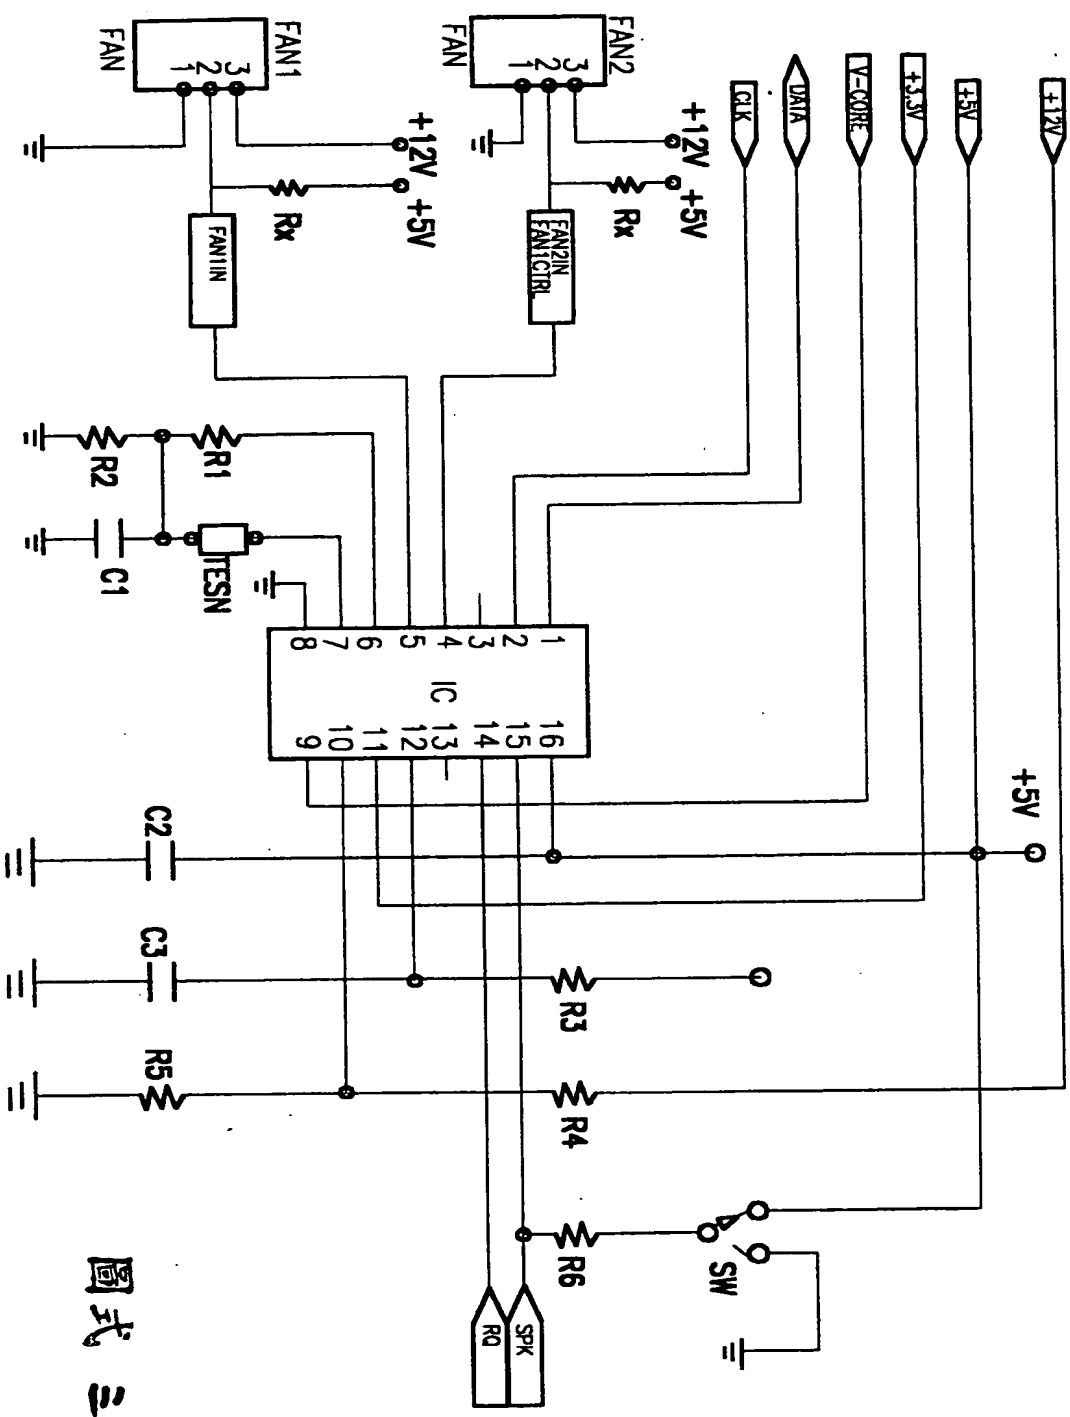 +12V
+5V
+3.3V
V-CORE
DATA
CLK
FAN2
FAN
3
2
1
+12V
+5V
Rx
FAN2IN
FAN1CTRL
FAN1
FAN
3
2
1
+12V
+5V
Rx
FAN1IN
R1
R2
TESN
C1
1
2
3
4
5
6
7
8
IC
16
15
14
13
12
11
10
9
+5V
C2
C3
R3
R5
R4
SW
R6
SPK
RQ
圖式 三